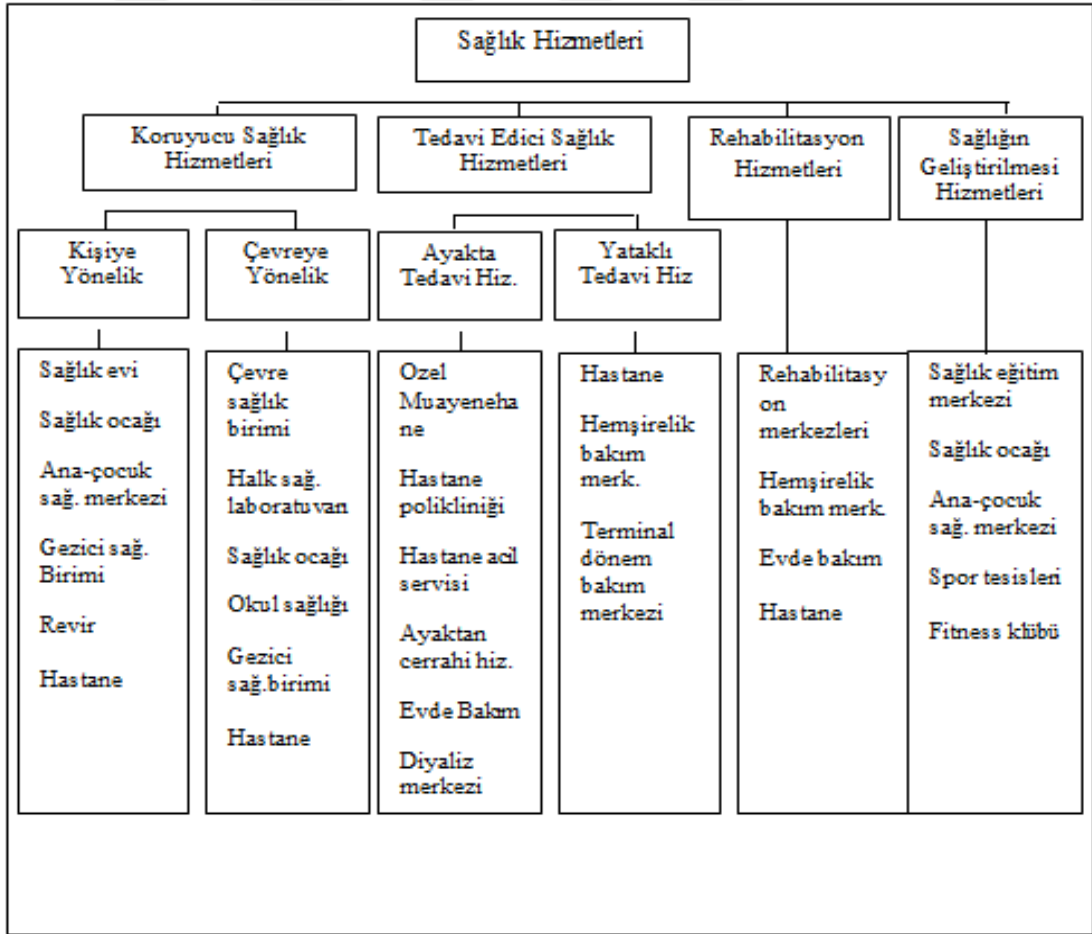 Sağlık Hizmetleri
Koruyucu Sağlık
Hizmetleri
Tedavi Edici Sağlık
Hizmetleri
Rehabilitasyon
Hizmetleri
Sağlığın
Geliştirilmesi
Hizmetleri
Kişiye
Yönelik
Çevreye
Yönelik
Ayakta
Tedavi Hiz.
Yataklı
Tedavi Hiz
Sağlık evi
Sağlık ocağı
Ana-çocuk
sağ. merkezi
Gezici sağ.
Birimi
Revir
Hastane
Çevre
sağlık
birimi
Halk sağ.
laboratuvarı
Sağlık ocağı
Okul sağlığı
Gezici
sağ.birimi
Hastane
Ozel
Muayeneha
ne
Hastane
polikliniği
Hastane acil
servisi
Ayaktan
cerrahi hiz.
Evde Bakım
Diyaliz
merkezi
Hastane
Hemşirelik
bakım
merk.
Terminal
dönem
bakım
merkezi
Rehabilitasy
on
merkezleri
Hemşirelik
bakım merk.
Evde bakım
Hastane
Sağlık eğitim
merkezi
Sağlık ocağı
Ana-çocuk
sağ. merkezi
Spor tesisleri
Fitness klübü